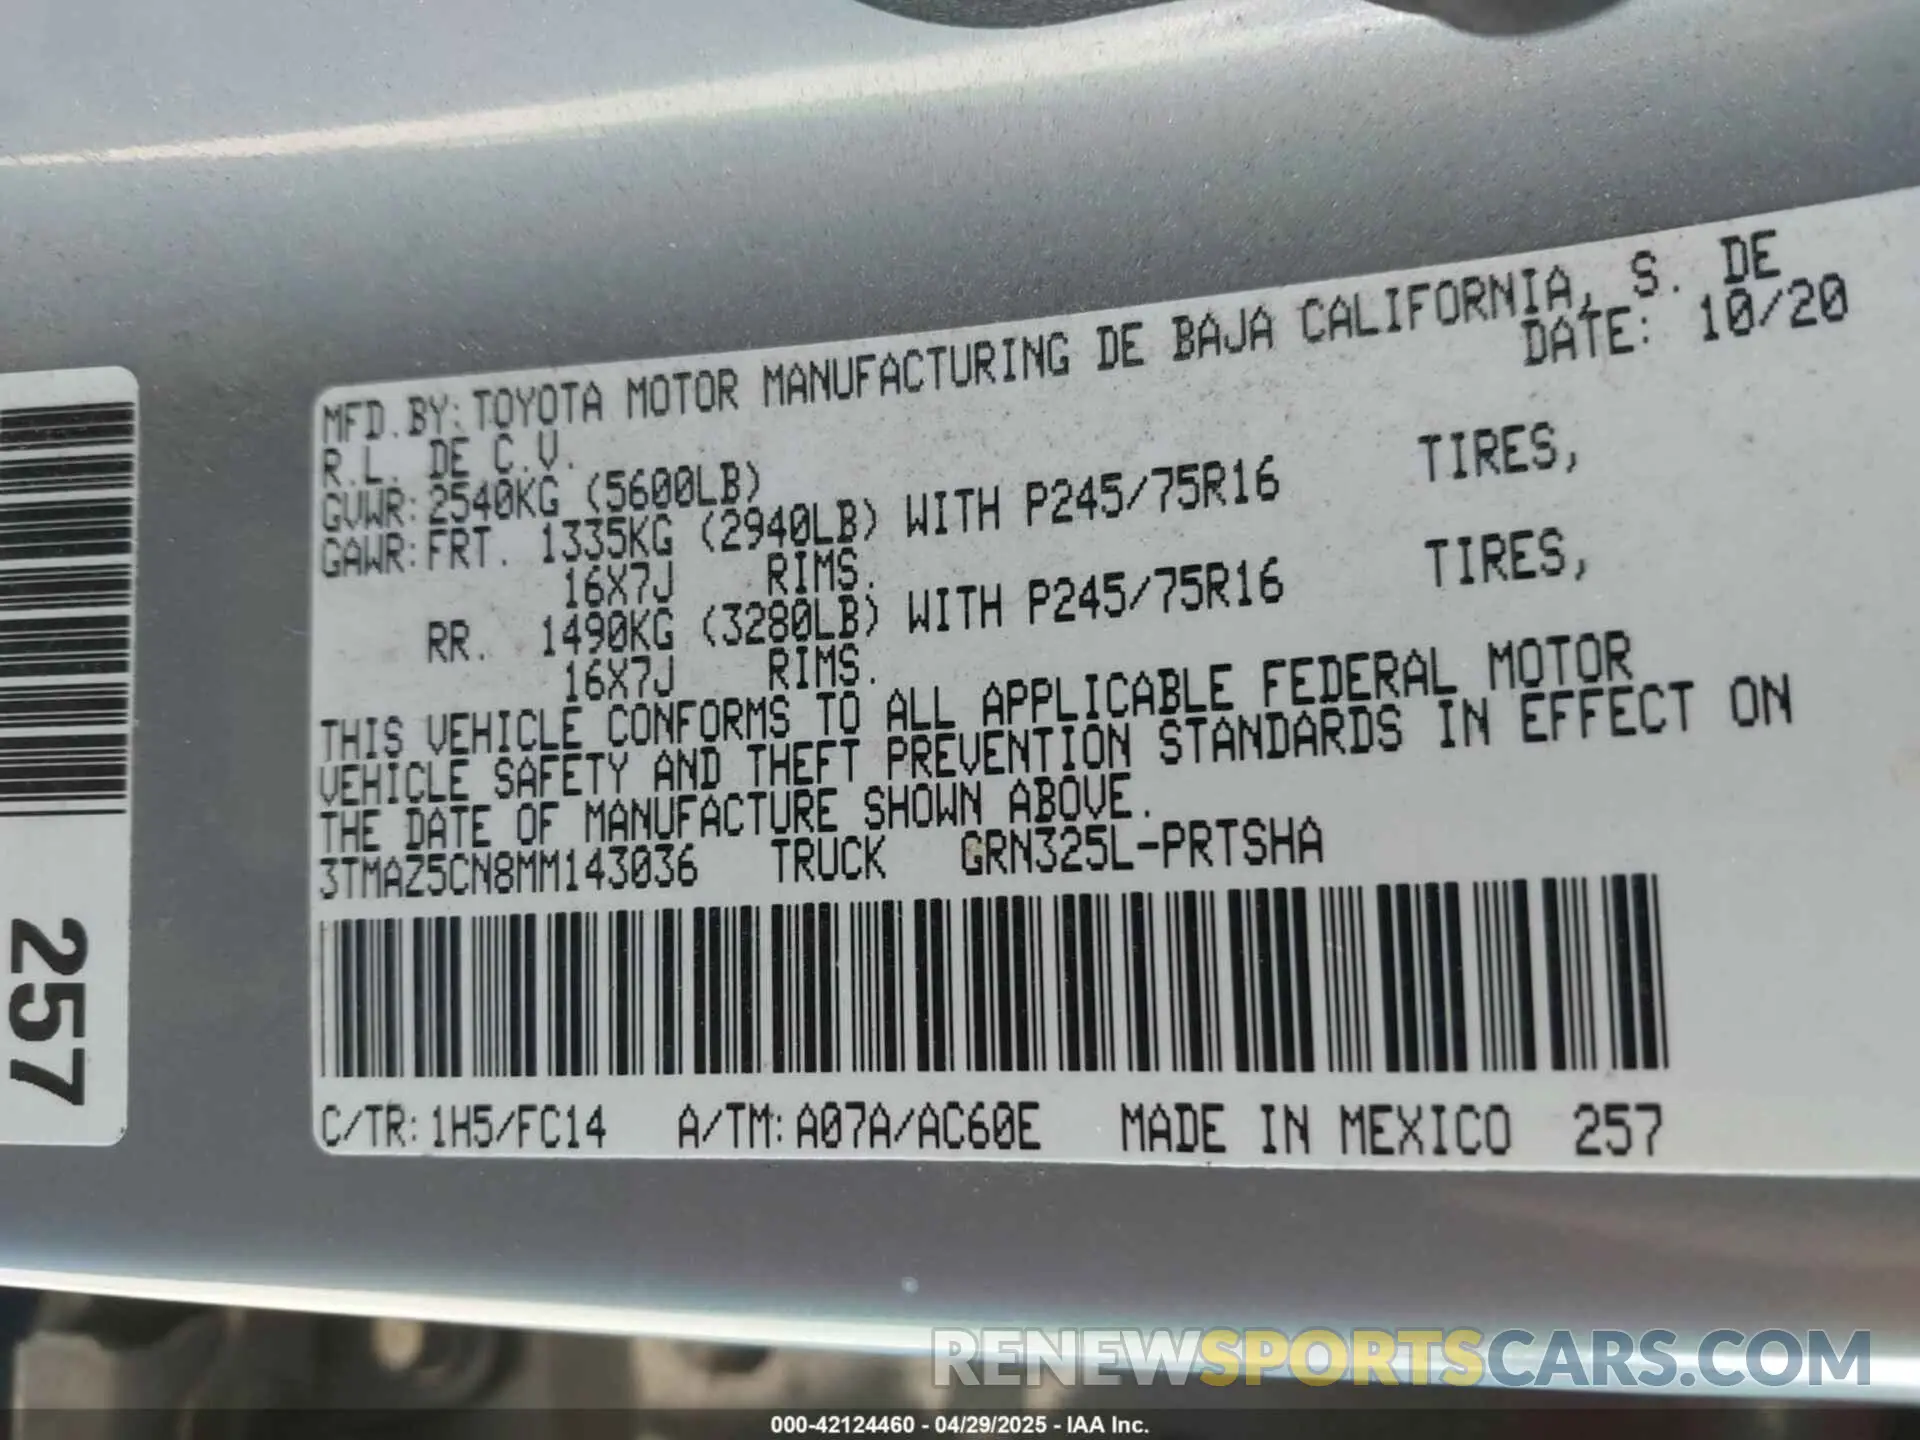 MFD.BY:TOYOTA MOTOR MANUFACTURING DE BAJA CALIFORNIA, S. DE
R.L. DE C.V. DATE: 10/20
GVWR:2540KG (5600LB)
GAWR:FRT. 1335KG (2940LB) WITH P245/75R16 TIRES,
16X7J RIMS.
RR. 1490KG (3280LB) WITH P245/75R16 TIRES,
16X7J RIMS.
THIS VEHICLE CONFORMS TO ALL APPLICABLE FEDERAL MOTOR
VEHICLE SAFETY AND THEFT PREVENTION STANDARDS IN EFFECT ON
THE DATE OF MANUFACTURE SHOWN ABOVE.
3TMAZ5CN8MM143036 TRUCK GRN325L-PRTSHA
C/TR:1H5/FC14 A/TM:A07A/AC60E MADE IN MEXICO 257
257
RENEWSPORTSCARS.COM
000-42124460 - 04/29/2025 - IAA Inc.